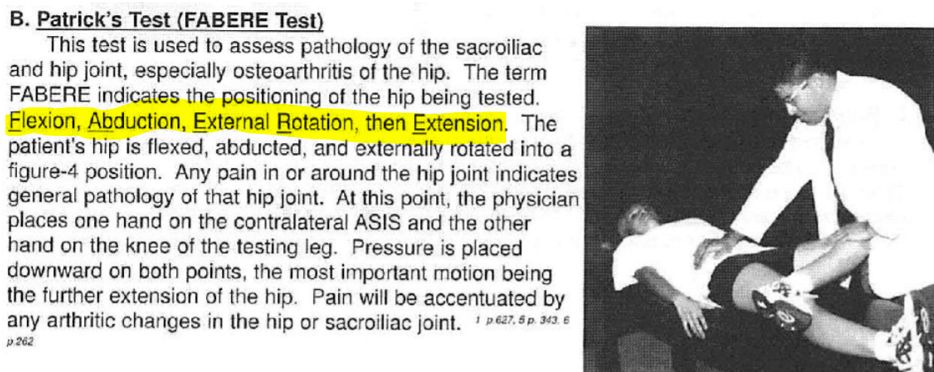 B. Patrick's Test (FABERE Test)
This test is used to assess pathology of the sacroiliac
and hip joint, especially osteoarthritis of the hip. The term
FABERE indicates the positioning of the hip being tested.
Flexion, Abduction, External Rotation, then Extension. The
patient's hip is flexed, abducted, and externally rotated into a
figure-4 position. Any pain in or around the hip joint indicates
general pathology of that hip joint. At this point, the physician
places one hand on the contralateral ASIS and the other
hand on the knee of the testing leg. Pressure is placed
downward on both points, the most important motion being
the further extension of the hip. Pain will be accentuated by
any arthritic changes in the hip or sacroiliac joint. 1 p.627, 5 p. 343, 6
p.262